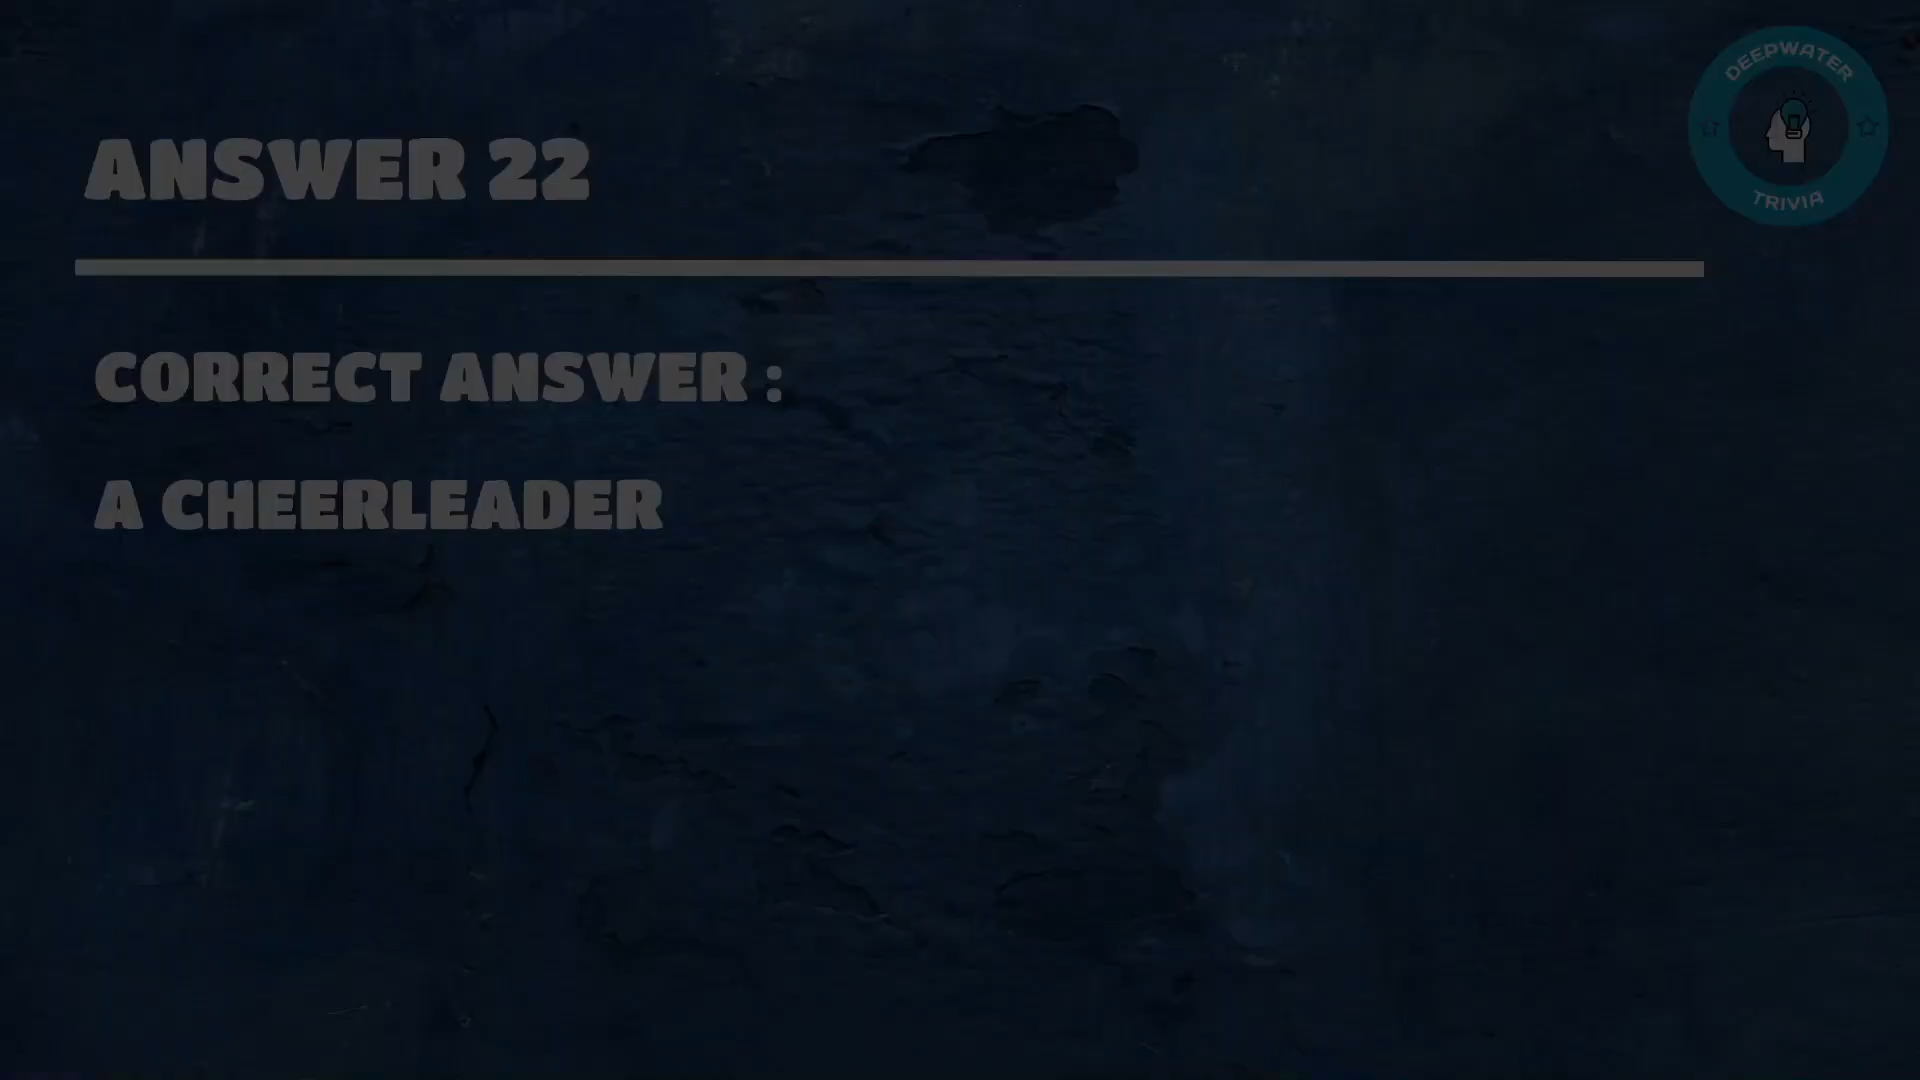 DEEPWATER
TRIVIA
ANSWER 22
CORRECT ANSWER :
A CHEERLEADER